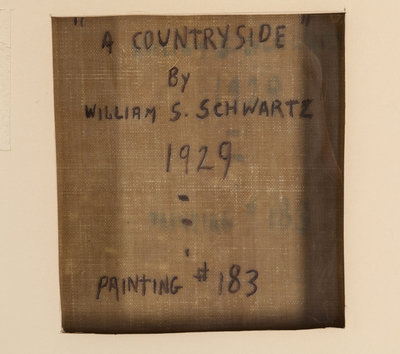 "A COUNTRYSIDE"
By
WILLIAM S. SCHWARTZ
1929
PAINTING # 183